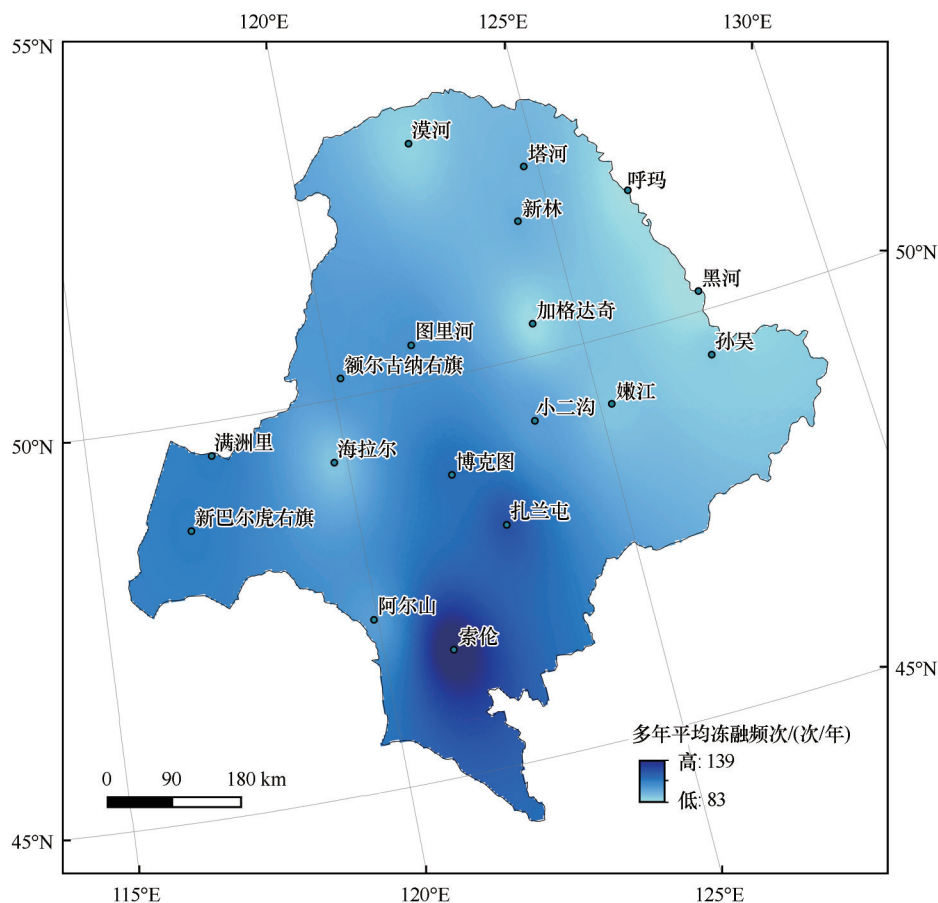 120°E
125°E
130°E
55°N
漠河
塔河
呼玛
新林
50°N
黑河
加格达奇
图里河
孙吴
额尔古纳右旗
嫩江
小二沟
50°N
满洲里
海拉尔
博克图
新巴尔虎右旗
扎兰屯
阿尔山
索伦
45°N
多年平均冻融频次/(次/年)
高: 139
低: 83
0 90 180 km
45°N
115°E
120°E
125°E